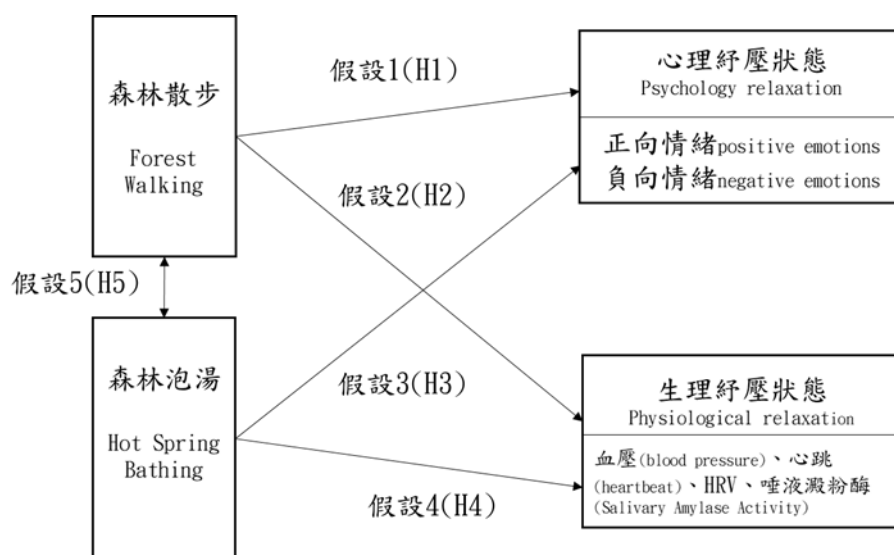 森林散步
Forest
Walking
假設1(H1)
心理紓壓狀態
Psychology relaxation
正向情緒positive emotions
負向情緒negative emotions
假設2(H2)
假設5(H5)
森林泡湯
Hot Spring
Bathing
假設3(H3)
假設4(H4)
生理紓壓狀態
Physiological relaxation
血壓(blood pressure)、心跳
(heartbeat)、HRV、唾液澱粉酶
(Salivary Amylase Activity)